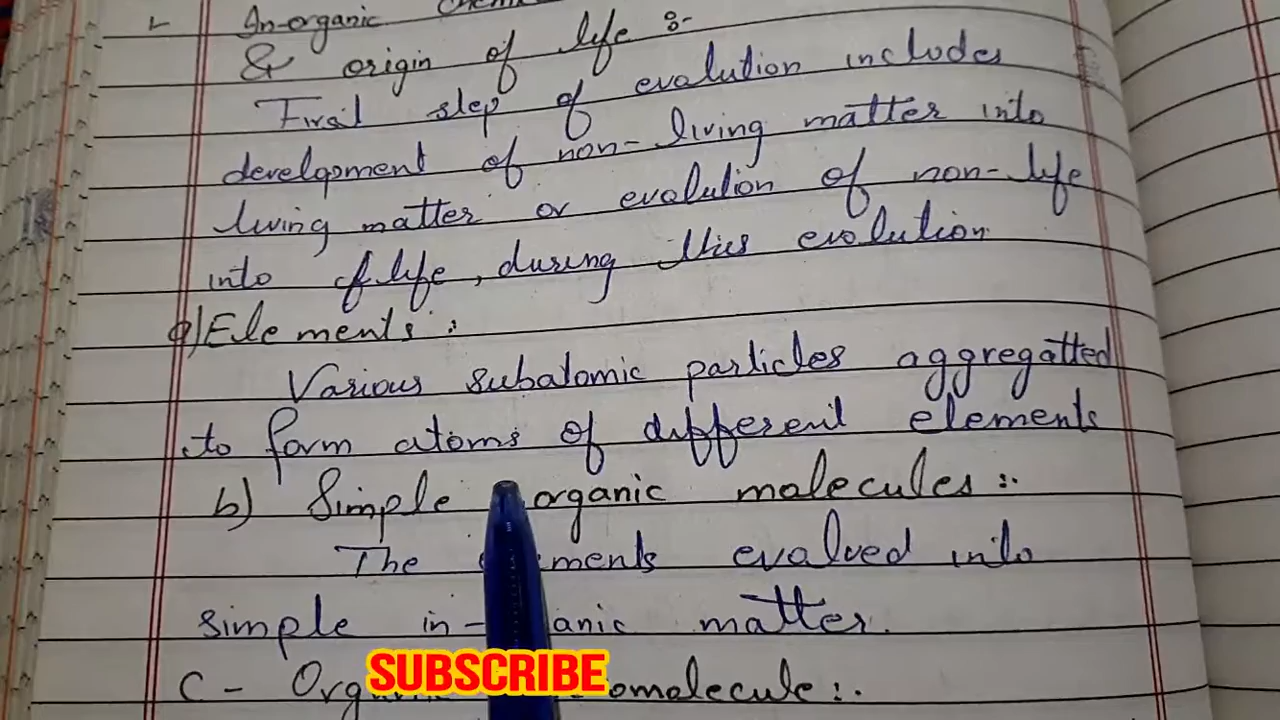 In-organic
& origin of life :-
First step of evolution includes
development of non-living matter into
living matter or evolution of non-life
into of life, during this evolution
a) Elements :
Various subatomic particles aggregatted
to form atoms of different elements
b) Simple organic molecules :.
The ments evolved into
simple in- anic matter.
C- Org omolecule :.
SUBSCRIBE